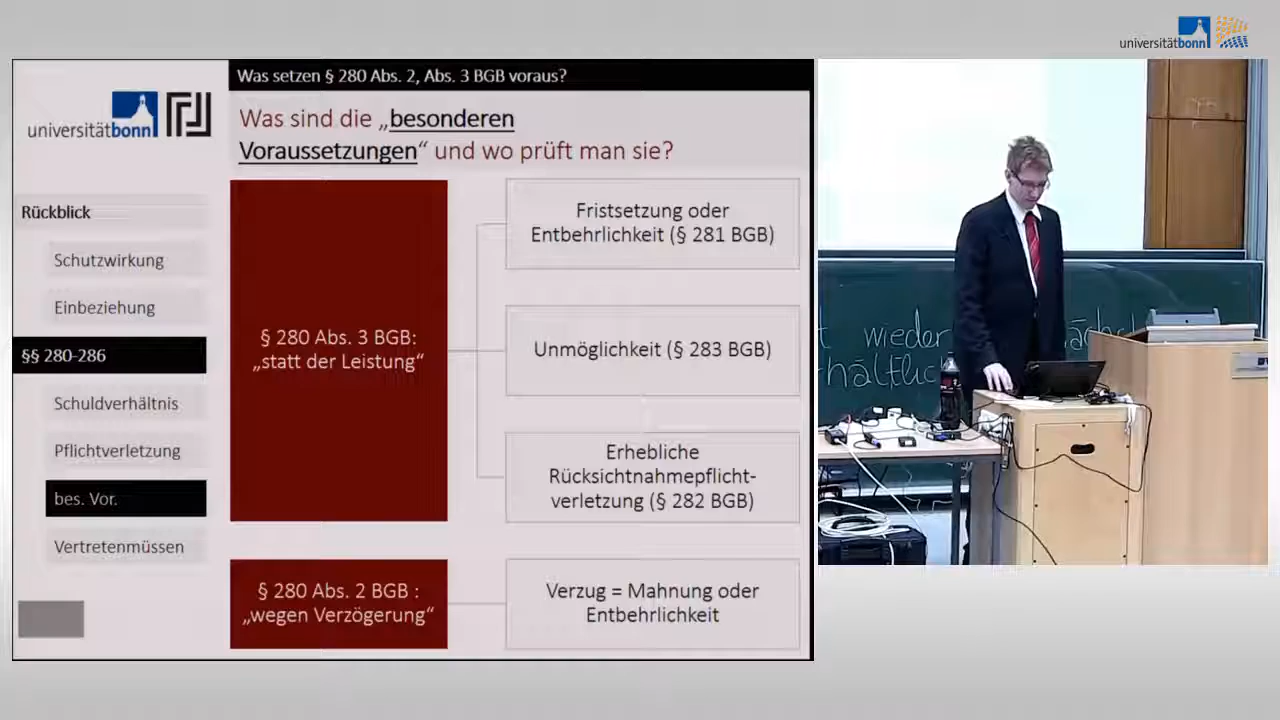 universitätbonn
Was setzen § 280 Abs. 2, Abs. 3 BGB voraus?
universitätbonn
Was sind die „besonderen
Voraussetzungen“ und wo prüft man sie?
Rückblick
Schutzwirkung
Einbeziehung
§§ 280-286
Schuldverhältnis
Pflichtverletzung
bes. Vor.
Vertretenmüssen
§ 280 Abs. 3 BGB:
„statt der Leistung“
Fristsetzung oder
Entbehrlichkeit (§ 281 BGB)
Unmöglichkeit (§ 283 BGB)
Erhebliche
Rücksichtnahmepflicht-
verletzung (§ 282 BGB)
§ 280 Abs. 2 BGB :
„wegen Verzögerung“
Verzug = Mahnung oder
Entbehrlichkeit
wieder